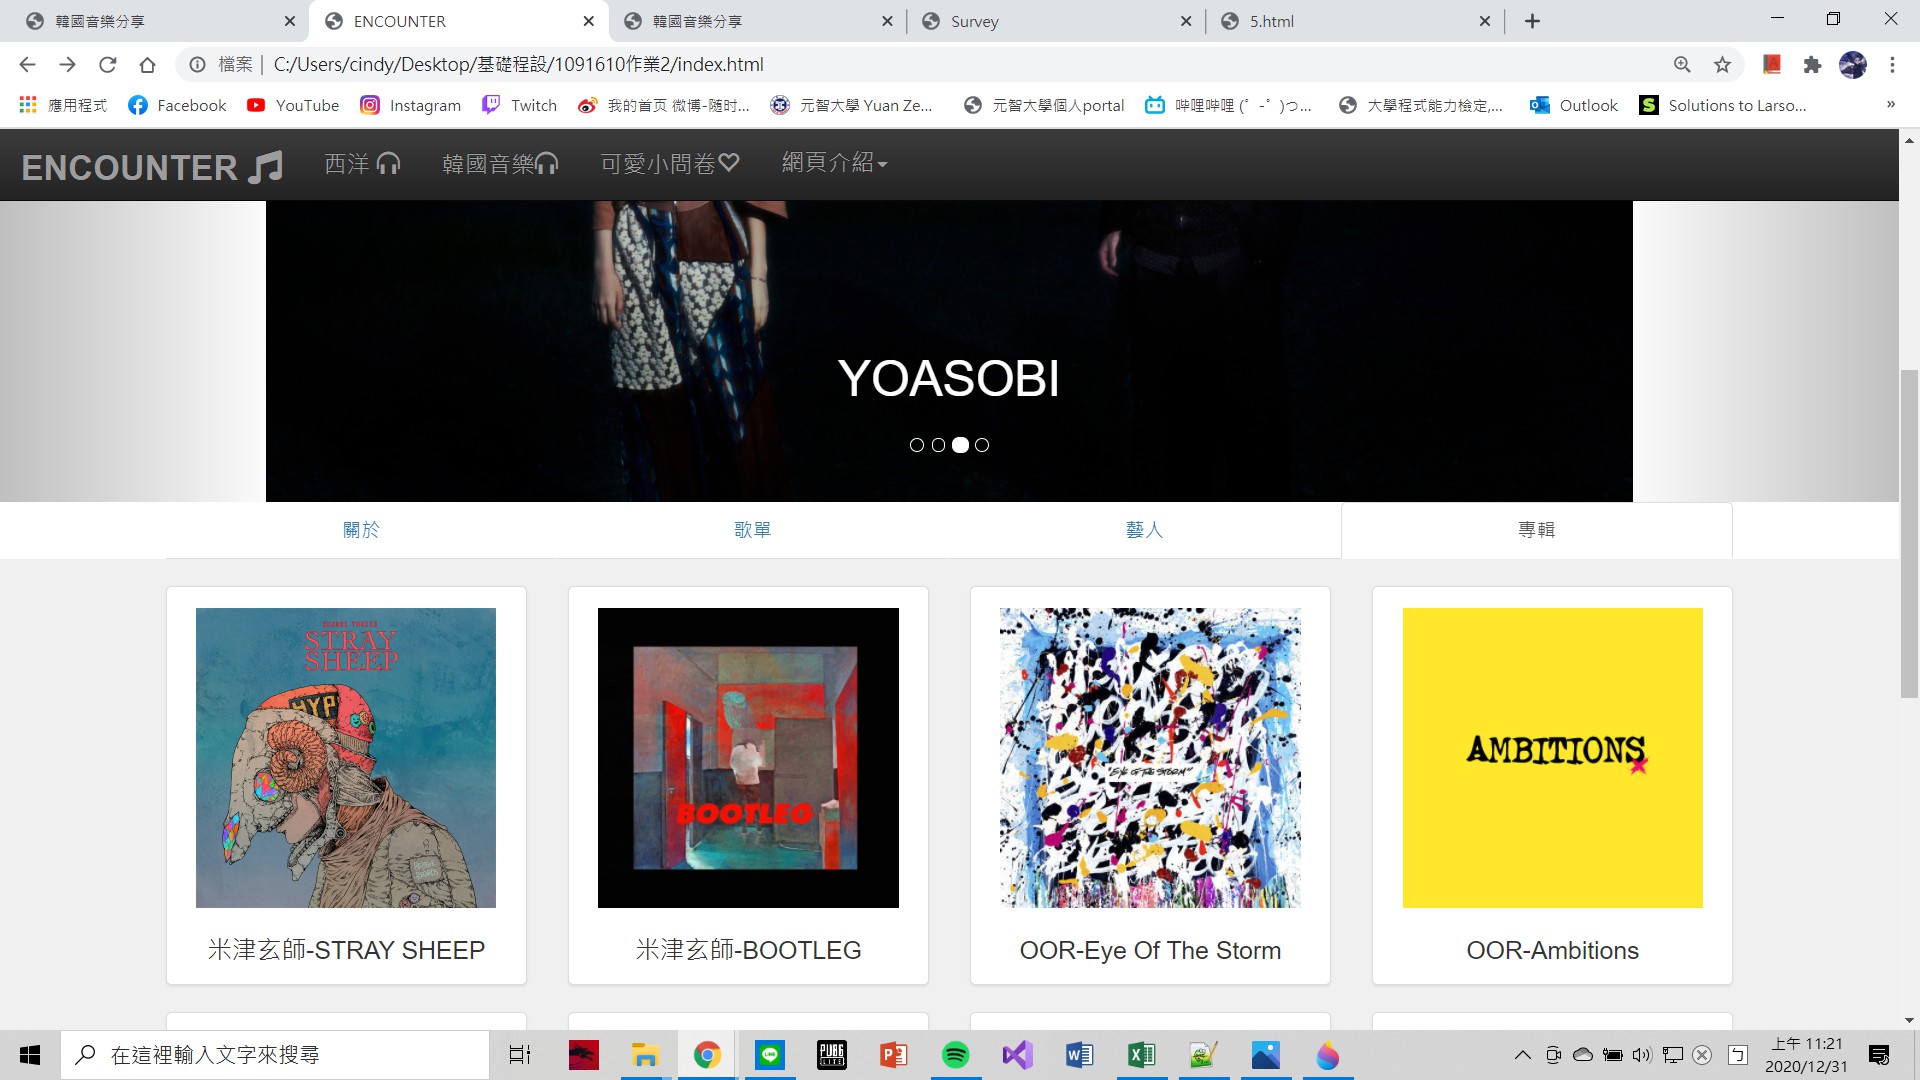 韓國音樂分享
ENCOUNTER
韓國音樂分享
Survey
5.html
檔案 | C:/Users/cindy/Desktop/基礎程設/1091610作業2/index.html
應用程式
Facebook
YouTube
Instagram
Twitch
我的首页 微博-随时...
元智大學 Yuan Ze...
元智大學個人portal
哔哩哔哩 (゜-゜)つ...
大學程式能力檢定,...
Outlook
Solutions to Larso...
»
ENCOUNTER
西洋
韓國音樂
可愛小問卷
網頁介紹
YOASOBI
關於
歌單
藝人
專輯
STRAY
SHEEP
HYP
BOOTLEG
"EYE OF THE STORM"
AMBITIONS
米津玄師-STRAY SHEEP
米津玄師-BOOTLEG
OOR-Eye Of The Storm
OOR-Ambitions
在這裡輸入文字來搜尋
LINE
PUBG
LITE
上午 11:21
2020/12/31